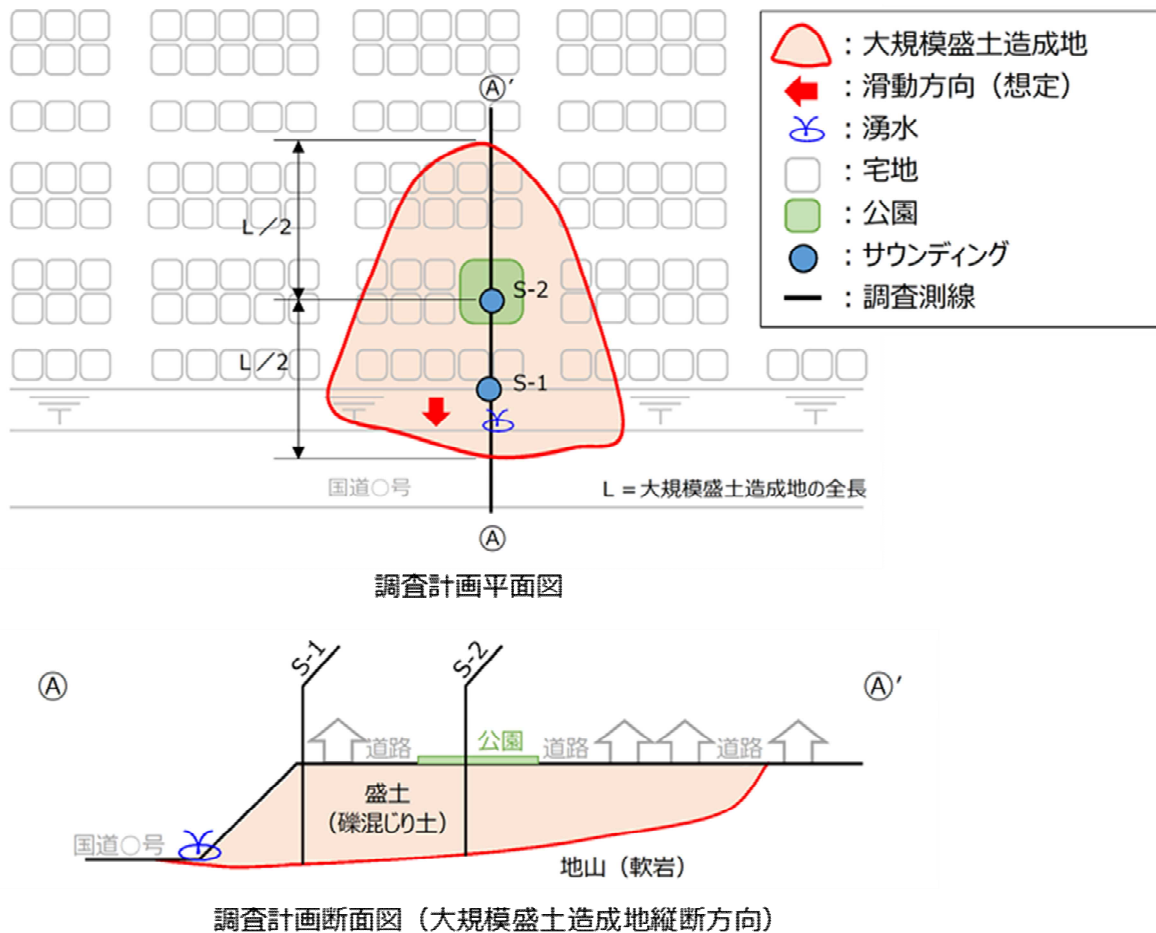 Ⓐ′
L/2
S-2
L/2
S-1
国道○号
L=大規模盛土造成地の全長
Ⓐ
:大規模盛土造成地
:滑動方向(想定)
:湧水
:宅地
:公園
:サウンディング
:調査測線
調査計画平面図
S-1
S-2
Ⓐ
Ⓐ′
道路
公園
道路
道路
盛土
(礫混じり土)
国道○号
地山(軟岩)
調査計画断面図(大規模盛土造成地縦断方向)